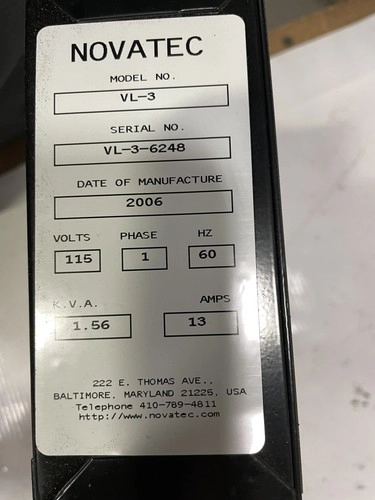 NOVATEC
MODEL NO.
VL-3
SERIAL NO.
VL-3-6248
DATE OF MANUFACTURE
2006
VOLTS PHASE HZ
115 1 60
K.V.A. AMPS
1.56 13
222 E. THOMAS AVE.,
BALTIMORE, MARYLAND 21225, USA
Telephone 410-789-4811
http://www.novatec.com